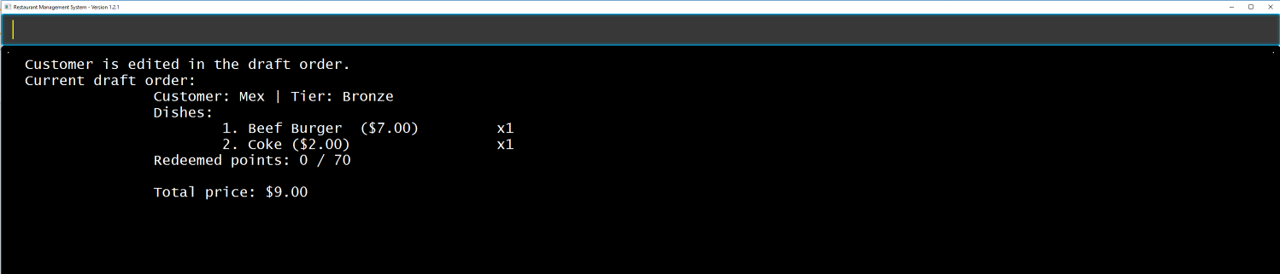 Restaurant Management System - Version 1.2.1
Customer is edited in the draft order.
Current draft order:
Customer: Mex | Tier: Bronze
Dishes:
1. Beef Burger ($7.00) x1
2. Coke ($2.00) x1
Redeemed points: 0 / 70
Total price: $9.00